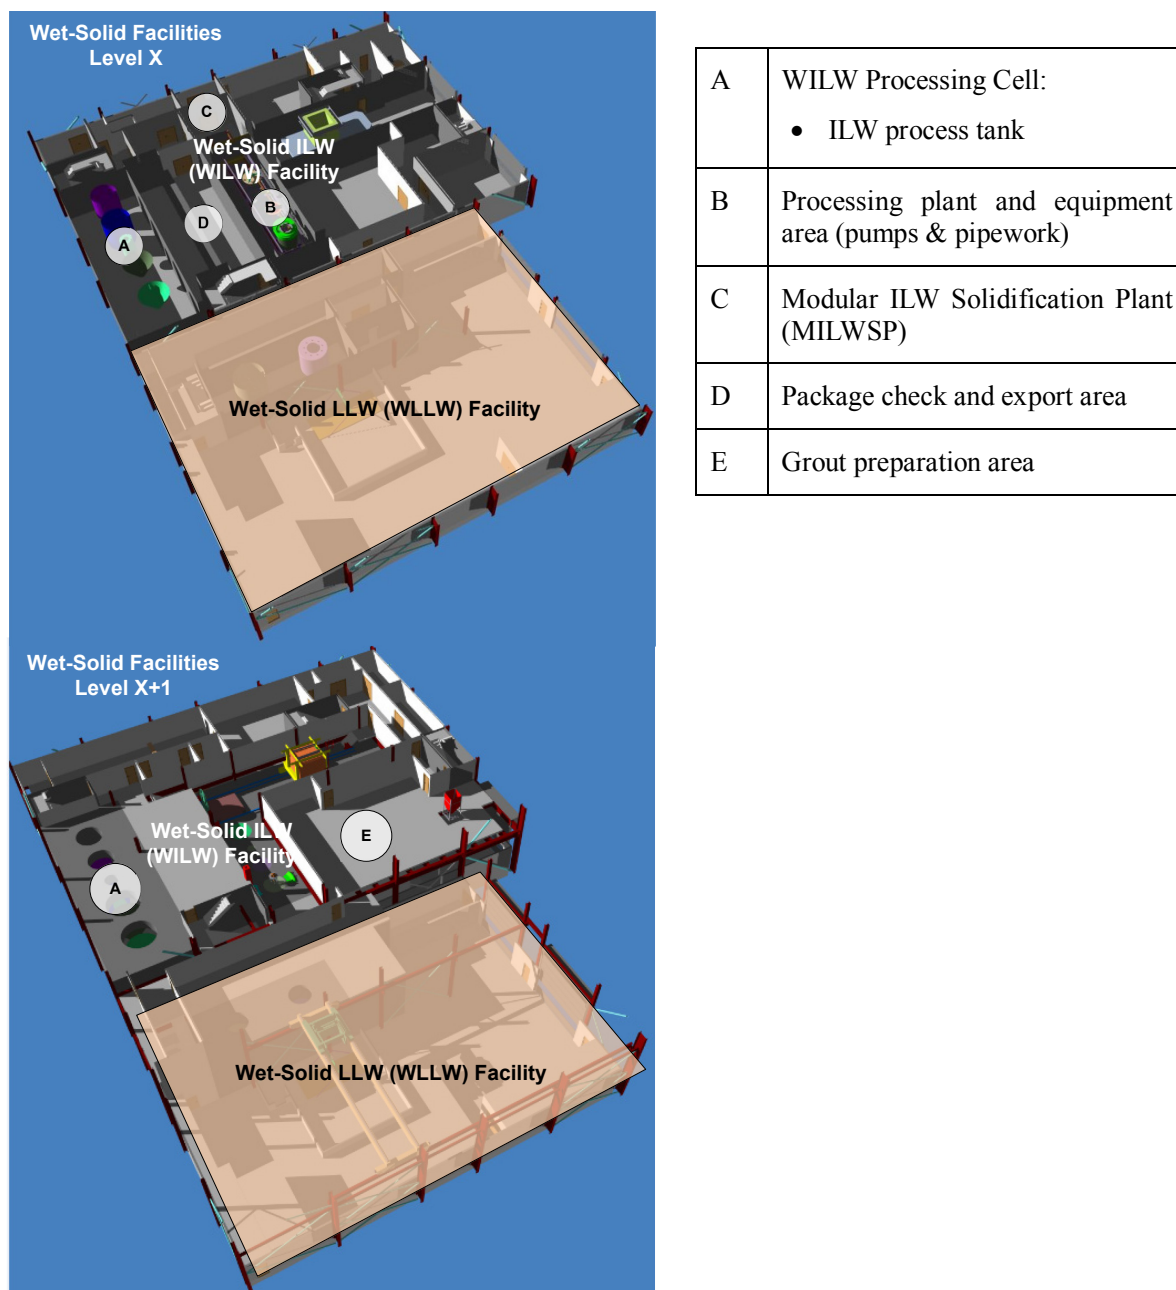 Wet-Solid Facilities
Level X
C
Wet-Solid ILW
(WILW) Facility
B
D
A
Wet-Solid LLW (WLLW) Facility
A WILW Processing Cell:
• ILW process tank
B Processing plant and equipment
area (pumps & pipework)
C Modular ILW Solidification Plant
(MILWSP)
D Package check and export area
E Grout preparation area
Wet-Solid Facilities
Level X+1
Wet-Solid ILW
(WILW) Facility
E
A
Wet-Solid LLW (WLLW) Facility